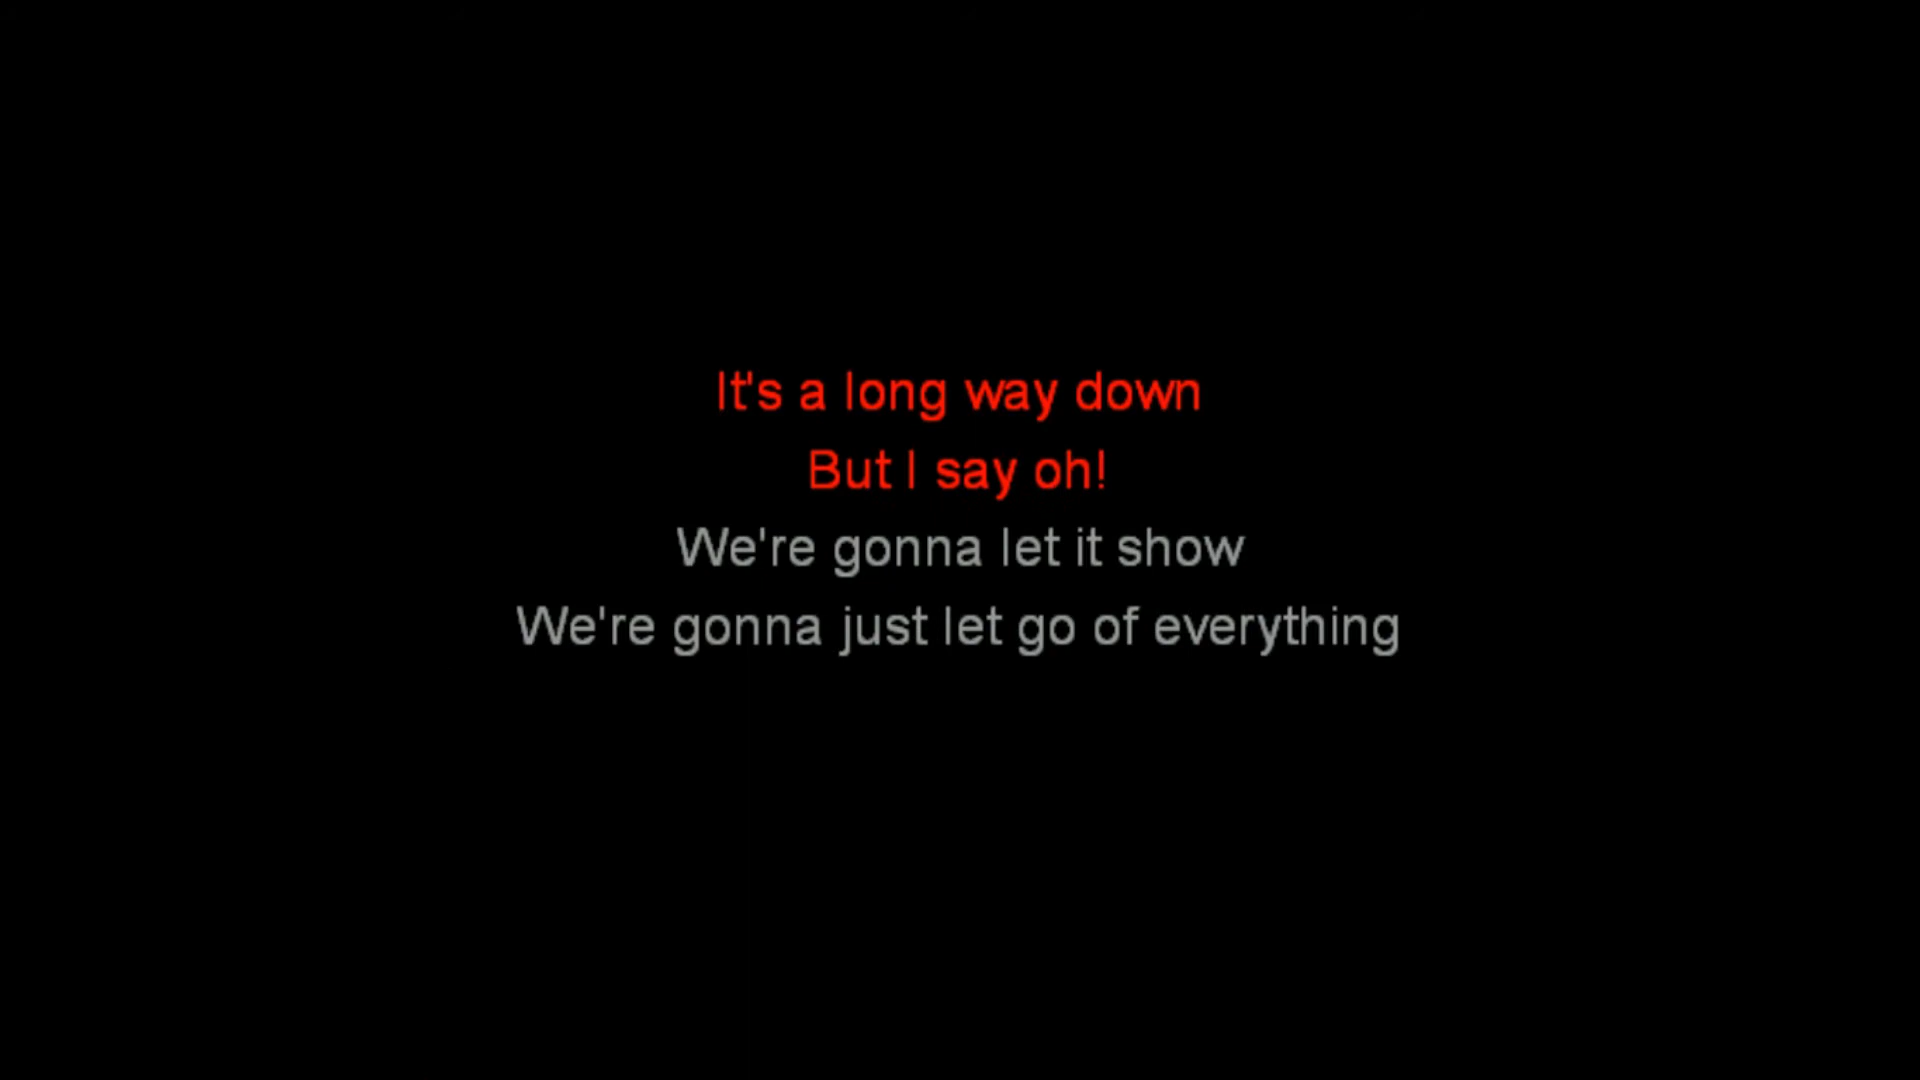 It's a long way down
But I say oh!
We're gonna let it show
We're gonna just let go of everything